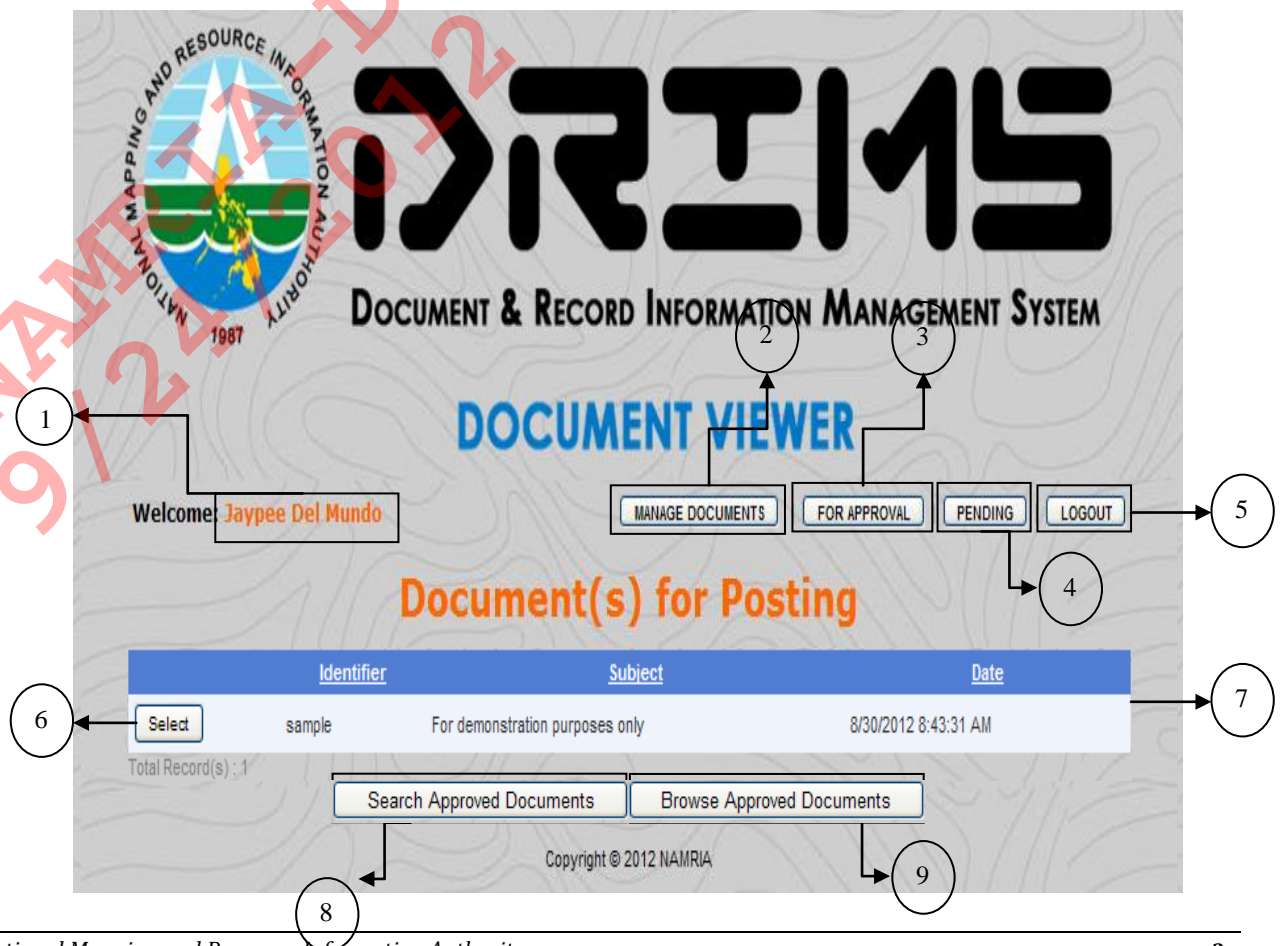 NATIONAL MAPPING AND RESOURCE INFORMATION AUTHORITY
1987
DRIMS
DOCUMENT & RECORD INFORMATION MANAGEMENT SYSTEM
2
3
1
DOCUMENT VIEWER
Welcome: Jaypee Del Mundo
MANAGE DOCUMENTS FOR APPROVAL PENDING LOGOUT
5
4
Document(s) for Posting
Identifier Subject Date
7
6
Select sample For demonstration purposes only 8/30/2012 8:43:31 AM
Total Record(s) : 1
Search Approved Documents Browse Approved Documents
Copyright © 2012 NAMRIA
9
8
9/24/2012